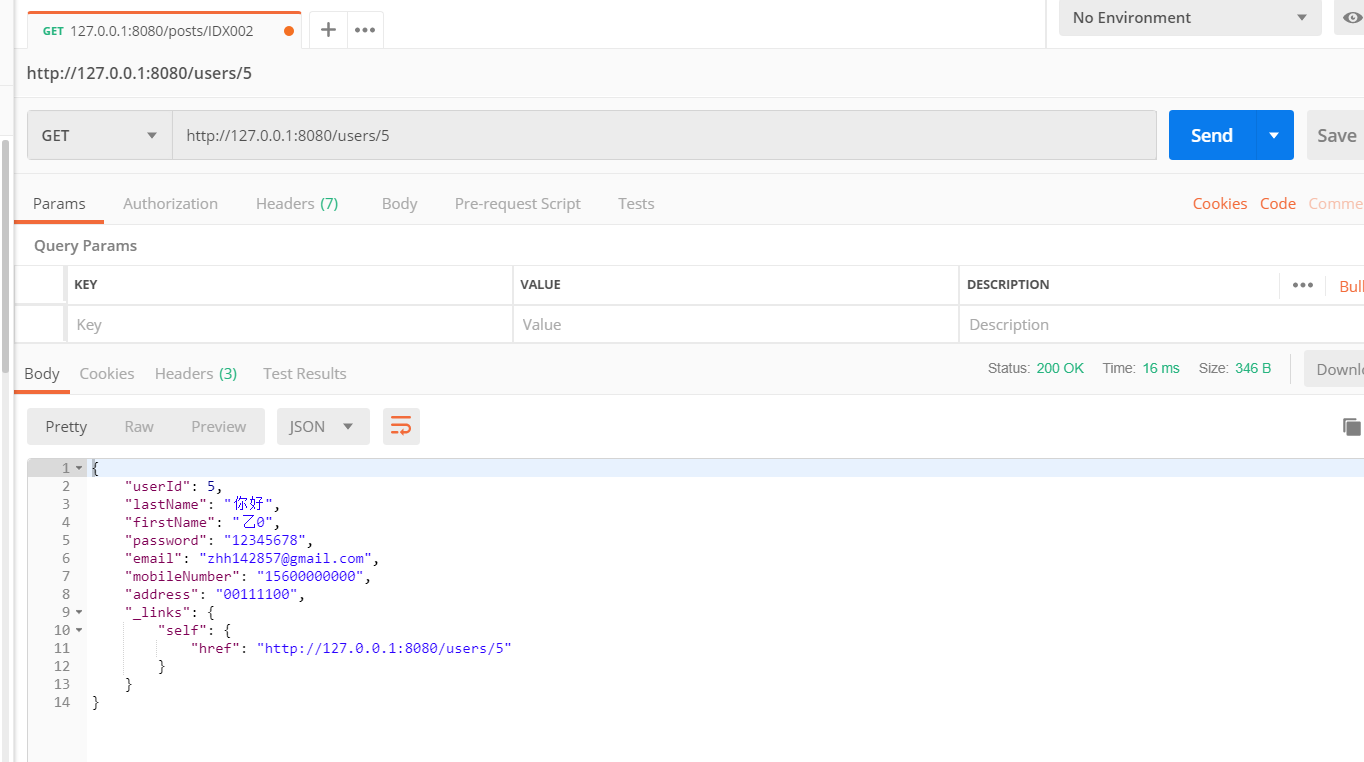 GET 127.0.0.1:8080/posts/IDX002
No Environment
http://127.0.0.1:8080/users/5
GET http://127.0.0.1:8080/users/5 Send Save
Params Authorization Headers (7) Body Pre-request Script Tests Cookies Code Comme
Query Params
KEY VALUE DESCRIPTION Bull
Key Value Description
Body Cookies Headers (3) Test Results Status: 200 OK Time: 16 ms Size: 346 B Downlo
Pretty Raw Preview JSON
1 {
2 "userId": 5,
3 "lastName": "你好",
4 "firstName": "乙0",
5 "password": "12345678",
6 "email": "zhh142857@gmail.com",
7 "mobileNumber": "15600000000",
8 "address": "00111100",
9 "_links": {
10 "self": {
11 "href": "http://127.0.0.1:8080/users/5"
12 }
13 }
14 }